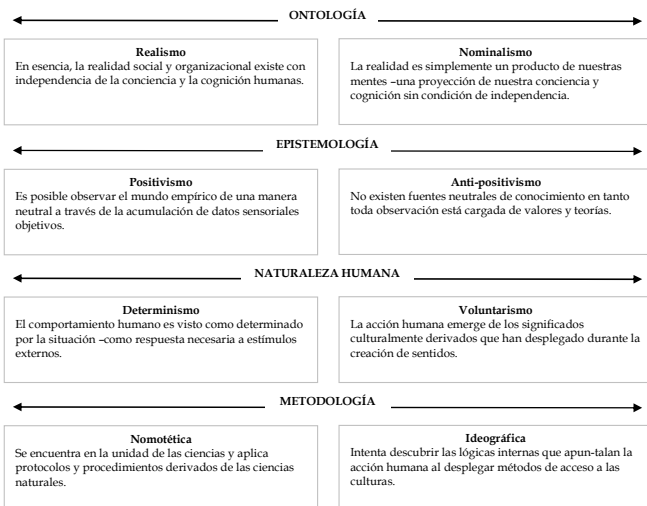 ONTOLOGÍA
Realismo
En esencia, la realidad social y organizacional existe con
independencia de la conciencia y la cognición humanas.
Nominalismo
La realidad es simplemente un producto de nuestras
mentes –una proyección de nuestra conciencia y
cognición sin condición de independencia.
EPISTEMOLOGÍA
Positivismo
Es posible observar el mundo empírico de una manera
neutral a través de la acumulación de datos sensoriales
objetivos.
Anti-positivismo
No existen fuentes neutrales de conocimiento en tanto
toda observación está cargada de valores y teorías.
NATURALEZA HUMANA
Determinismo
El comportamiento humano es visto como determinado
por la situación –como respuesta necesaria a estímulos
externos.
Voluntarismo
La acción humana emerge de los significados
culturalmente derivados que han desplegado durante la
creación de sentidos.
METODOLOGÍA
Nomotética
Se encuentra en la unidad de las ciencias y aplica
protocolos y procedimientos derivados de las ciencias
naturales.
Ideográfica
Intenta descubrir las lógicas internas que apun-talan la
acción humana al desplegar métodos de acceso a las
culturas.